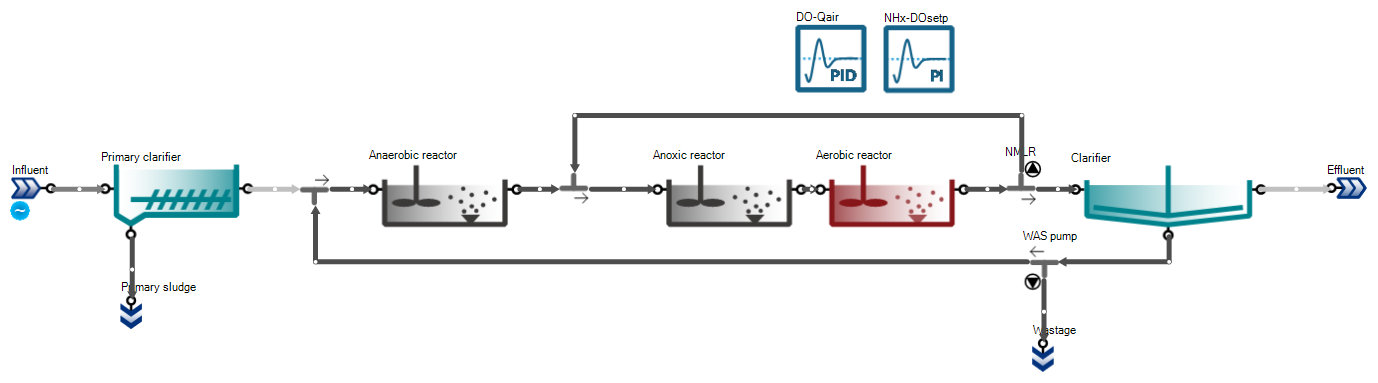 DO-Qair
NHx-DOsetp
PID
PI
Influent
Primary clarifier
Anaerobic reactor
Anoxic reactor
Aerobic reactor
NMLR
Clarifier
Effluent
WAS pump
Primary sludge
Wastage